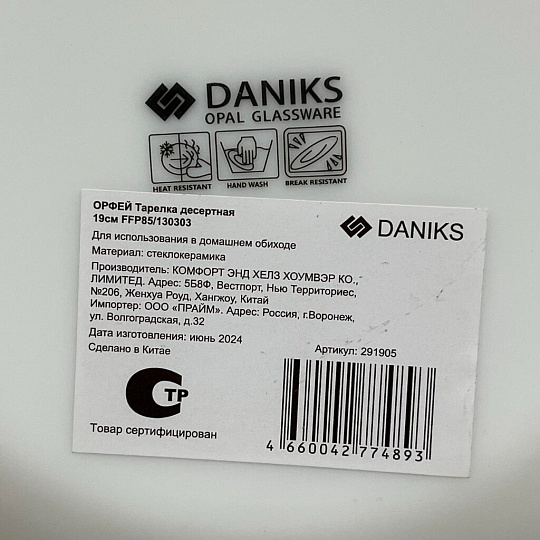 DANIKS
OPAL GLASSWARE
HEAT RESISTANT HAND WASH BREAK RESISTANT
ОРФЕЙ Тарелка десертная
19см FFP85/130303
DANIKS
Для использования в домашнем обиходе
Материал: стеклокерамика
Производитель: КОМФОРТ ЭНД ХЕЛЗ ХОУМВЭР КО.,
ЛИМИТЕД. Адрес: 5Б8Ф, Вестпорт, Нью Территориес,
№206, Женхуа Роуд, Хангжоу, Китай
Импортер: ООО «ПРАЙМ». Адрес: Россия, г.Воронеж,
ул. Волгоградская, д.32
Дата изготовления: июнь 2024
Сделано в Китае
Артикул: 291905
СТР
Товар сертифицирован
4 660042 774893